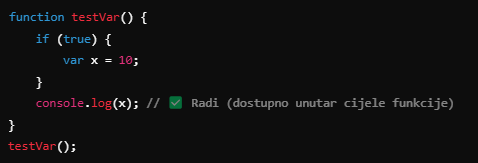 function testVar() {
    if (true) {
        var x = 10;
    }
    console.log(x); // ✅ Radi (dostupno unutar cijele funkcije)
}
testVar();